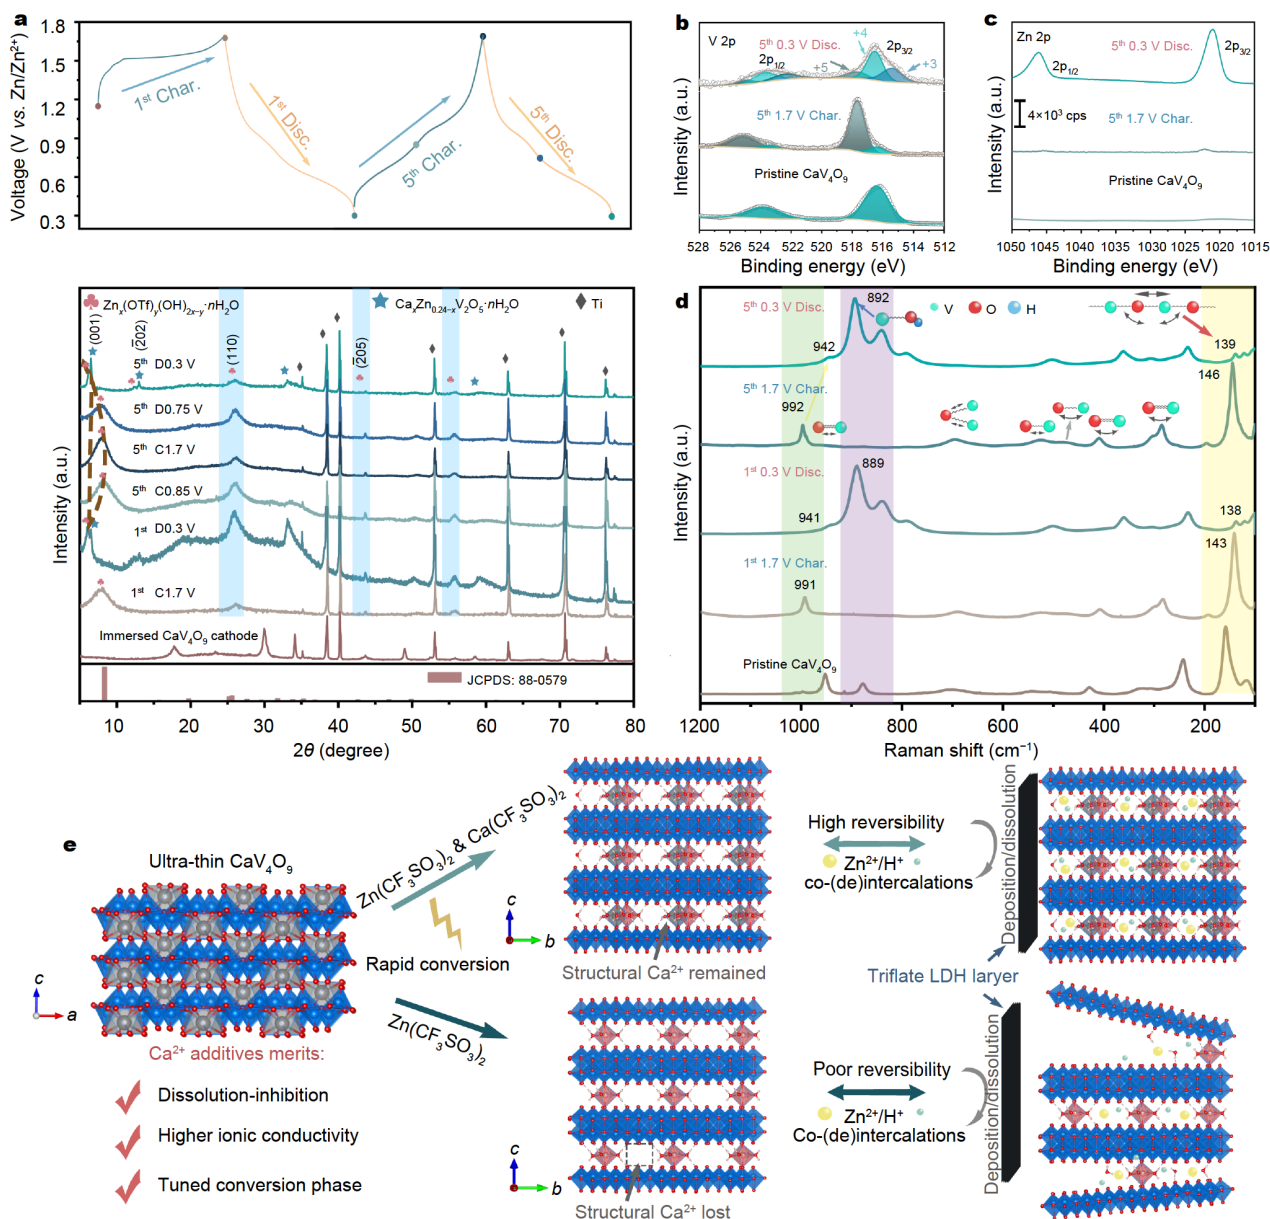 a
Voltage (V vs. Zn/Zn²⁺)
1.8
1.5
1.2
0.9
0.6
0.3
1st Char.
1st Disc.
5th Char.
5th Disc.
b
V 2p
5th 0.3 V Disc.
+4
2p3/2
2p1/2
+5
+3
5th 1.7 V Char.
Pristine CaV₄O₉
Intensity (a.u.)
528 526 524 522 520 518 516 514 512
Binding energy (eV)
c
Zn 2p
5th 0.3 V Disc.
2p3/2
2p1/2
4×10³ cps
5th 1.7 V Char.
Pristine CaV₄O₉
Intensity (a.u.)
1050 1045 1040 1035 1030 1025 1020 1015
Binding energy (eV)
Znₓ(OTf)ᵧ(OH)₂ₓ₋ᵧ·nH₂O
CaₓZn₀.₂₄₋ₓV₂O₅·nH₂O
Ti
(001)
(2̄02)
(110)
(2̄05)
5th D0.3 V
5th D0.75 V
5th C1.7 V
5th C0.85 V
1st D0.3 V
1st C1.7 V
Immersed CaV₄O₉ cathode
JCPDS: 88-0579
Intensity (a.u.)
10 20 30 40 50 60 70 80
2θ (degree)
d
5th 0.3 V Disc.
892
V
O
H
942
139
5th 1.7 V Char.
146
992
1st 0.3 V Disc.
889
941
138
1st 1.7 V Char.
143
991
Pristine CaV₄O₉
Intensity (a.u.)
1200 1000 800 600 400 200
Raman shift (cm⁻¹)
e
Ultra-thin CaV₄O₉
c
a
Zn(CF₃SO₃)₂ & Ca(CF₃SO₃)₂
Rapid conversion
Zn(CF₃SO₃)₂
Ca²⁺ additives merits:
Dissolution-inhibition
Higher ionic conductivity
Tuned conversion phase
c
b
Structural Ca²⁺ remained
High reversibility
Zn²⁺/H⁺
co-(de)intercalations
Deposition/dissolution
Triflate LDH laryer
c
b
Structural Ca²⁺ lost
Poor reversibility
Zn²⁺/H⁺
Co-(de)intercalations
Deposition/dissolution